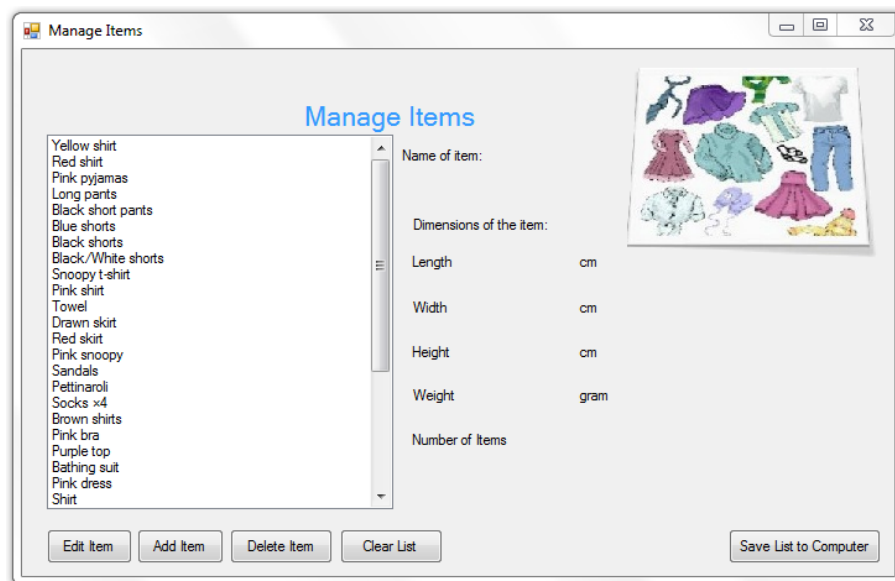 Manage Items
Manage Items
Yellow shirt
Red shirt
Pink pyjamas
Long pants
Black short pants
Blue shorts
Black shorts
Black/White shorts
Snoopy t-shirt
Pink shirt
Towel
Drawn skirt
Red skirt
Pink snoopy
Sandals
Pettinaroli
Socks ×4
Brown shirts
Pink bra
Purple top
Bathing suit
Pink dress
Shirt
Name of item:
Dimensions of the item:
Length cm
Width cm
Height cm
Weight gram
Number of Items
Edit Item Add Item Delete Item Clear List Save List to Computer